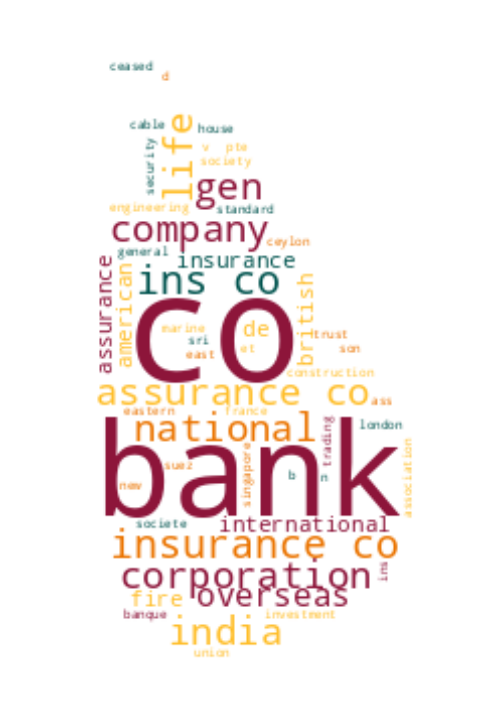 ceased
d
cable
house
life
security
v
pte
society
gen
engineering
standard
company
ceylon
general
insurance
assurance
american
ins co
british
co
marine
de
sri
trust
east
et
son
construction
assurance co
ass
eastern
france
national
london
trading
bank
association
suez
singapore
b
n
new
societe
international
insurance co
corporation
ins
fire
overseas
banque
investment
india
union